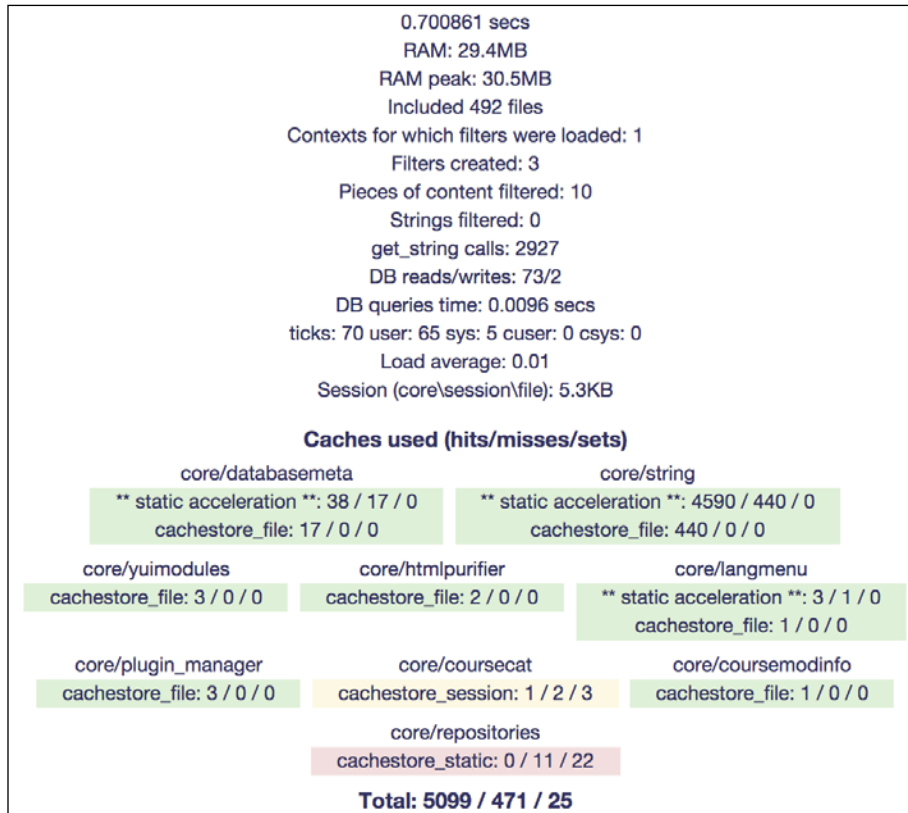 0.700861 secs
RAM: 29.4MB
RAM peak: 30.5MB
Included 492 files
Contexts for which filters were loaded: 1
Filters created: 3
Pieces of content filtered: 10
Strings filtered: 0
get_string calls: 2927
DB reads/writes: 73/2
DB queries time: 0.0096 secs
ticks: 70 user: 65 sys: 5 cuser: 0 csys: 0
Load average: 0.01
Session (core\session\file): 5.3KB
Caches used (hits/misses/sets)
core/databasemeta
** static acceleration **: 38 / 17 / 0
cachestore_file: 17 / 0 / 0
core/string
** static acceleration **: 4590 / 440 / 0
cachestore_file: 440 / 0 / 0
core/yuimodules
cachestore_file: 3 / 0 / 0
core/htmlpurifier
cachestore_file: 2 / 0 / 0
core/langmenu
** static acceleration **: 3 / 1 / 0
cachestore_file: 1 / 0 / 0
core/plugin_manager
cachestore_file: 3 / 0 / 0
core/coursecat
cachestore_session: 1 / 2 / 3
core/coursemodinfo
cachestore_file: 1 / 0 / 0
core/repositories
cachestore_static: 0 / 11 / 22
Total: 5099 / 471 / 25